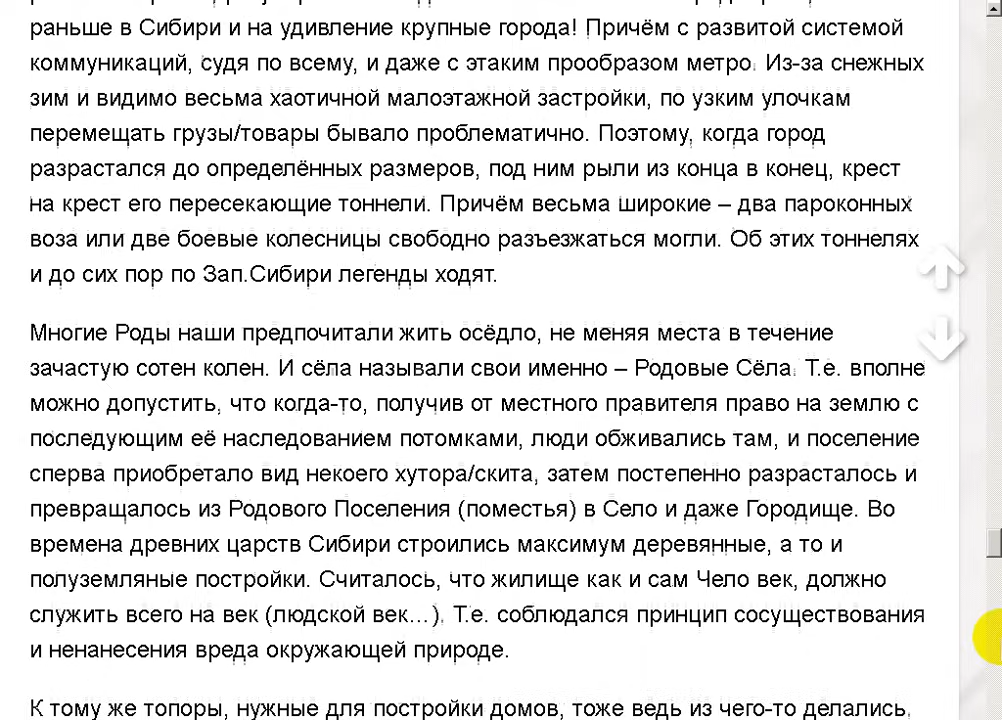 раньше в Сибири и на удивление крупные города! Причём с развитой системой
коммуникаций, судя по всему, и даже с этаким прообразом метро. Из-за снежных
зим и видимо весьма хаотичной малоэтажной застройки, по узким улочкам
перемещать грузы/товары бывало проблематично. Поэтому, когда город
разрастался до определённых размеров, под ним рыли из конца в конец, крест
на крест его пересекающие тоннели. Причём весьма широкие – два пароконных
воза или две боевые колесницы свободно разъезжаться могли. Об этих тоннелях
и до сих пор по Зап.Сибири легенды ходят.
Многие Роды наши предпочитали жить осёдло, не меняя места в течение
зачастую сотен колен. И сёла называли свои именно – Родовые Сёла. Т.е. вполне
можно допустить, что когда-то, получив от местного правителя право на землю с
последующим её наследованием потомками, люди обживались там, и поселение
сперва приобретало вид некоего хутора/скита, затем постепенно разрасталось и
превращалось из Родового Поселения (поместья) в Село и даже Городище. Во
времена древних царств Сибири строились максимум деревянные, а то и
полуземляные постройки. Считалось, что жилище как и сам Чело век, должно
служить всего на век (людской век...). Т.е. соблюдался принцип сосуществования
и ненанесения вреда окружающей природе.
К тому же топоры, нужные для постройки домов, тоже ведь из чего-то делались,